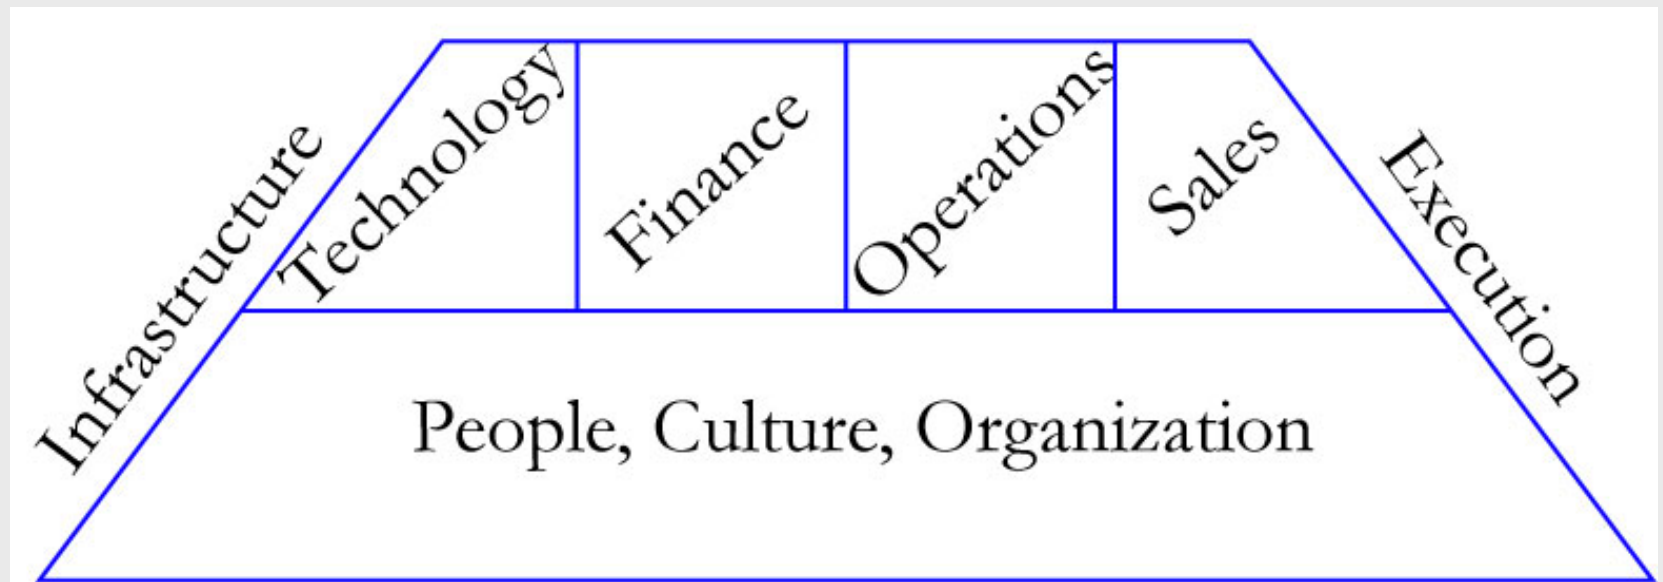 Infrastructure
Technology
Finance
Operations
Sales
Execution
People, Culture, Organization